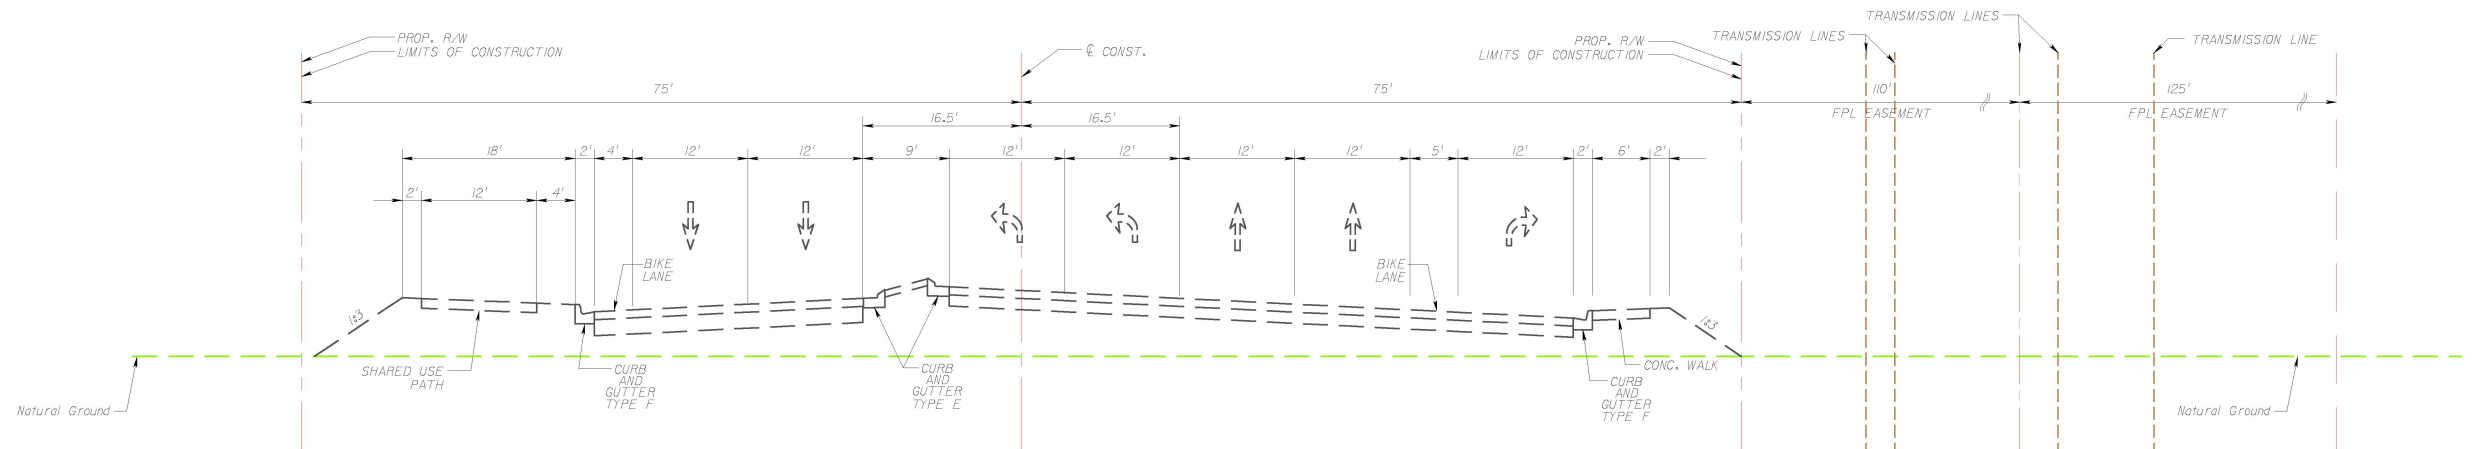 TRANSMISSION LINES
PROP. R/W
LIMITS OF CONSTRUCTION
℄ CONST.
PROP. R/W
LIMITS OF CONSTRUCTION
TRANSMISSION LINES
TRANSMISSION LINE
75'
75'
110'
125'
FPL EASEMENT
FPL EASEMENT
16.5'
16.5'
18'
2'
4'
12'
12'
9'
12'
12'
12'
12'
5'
12'
2'
6'
2'
2'
12'
4'
BIKE
LANE
BIKE
LANE
1:3
1:3
SHARED USE
PATH
CURB
AND
GUTTER
TYPE F
CURB
AND
GUTTER
TYPE E
CONC. WALK
CURB
AND
GUTTER
TYPE F
Natural Ground
Natural Ground